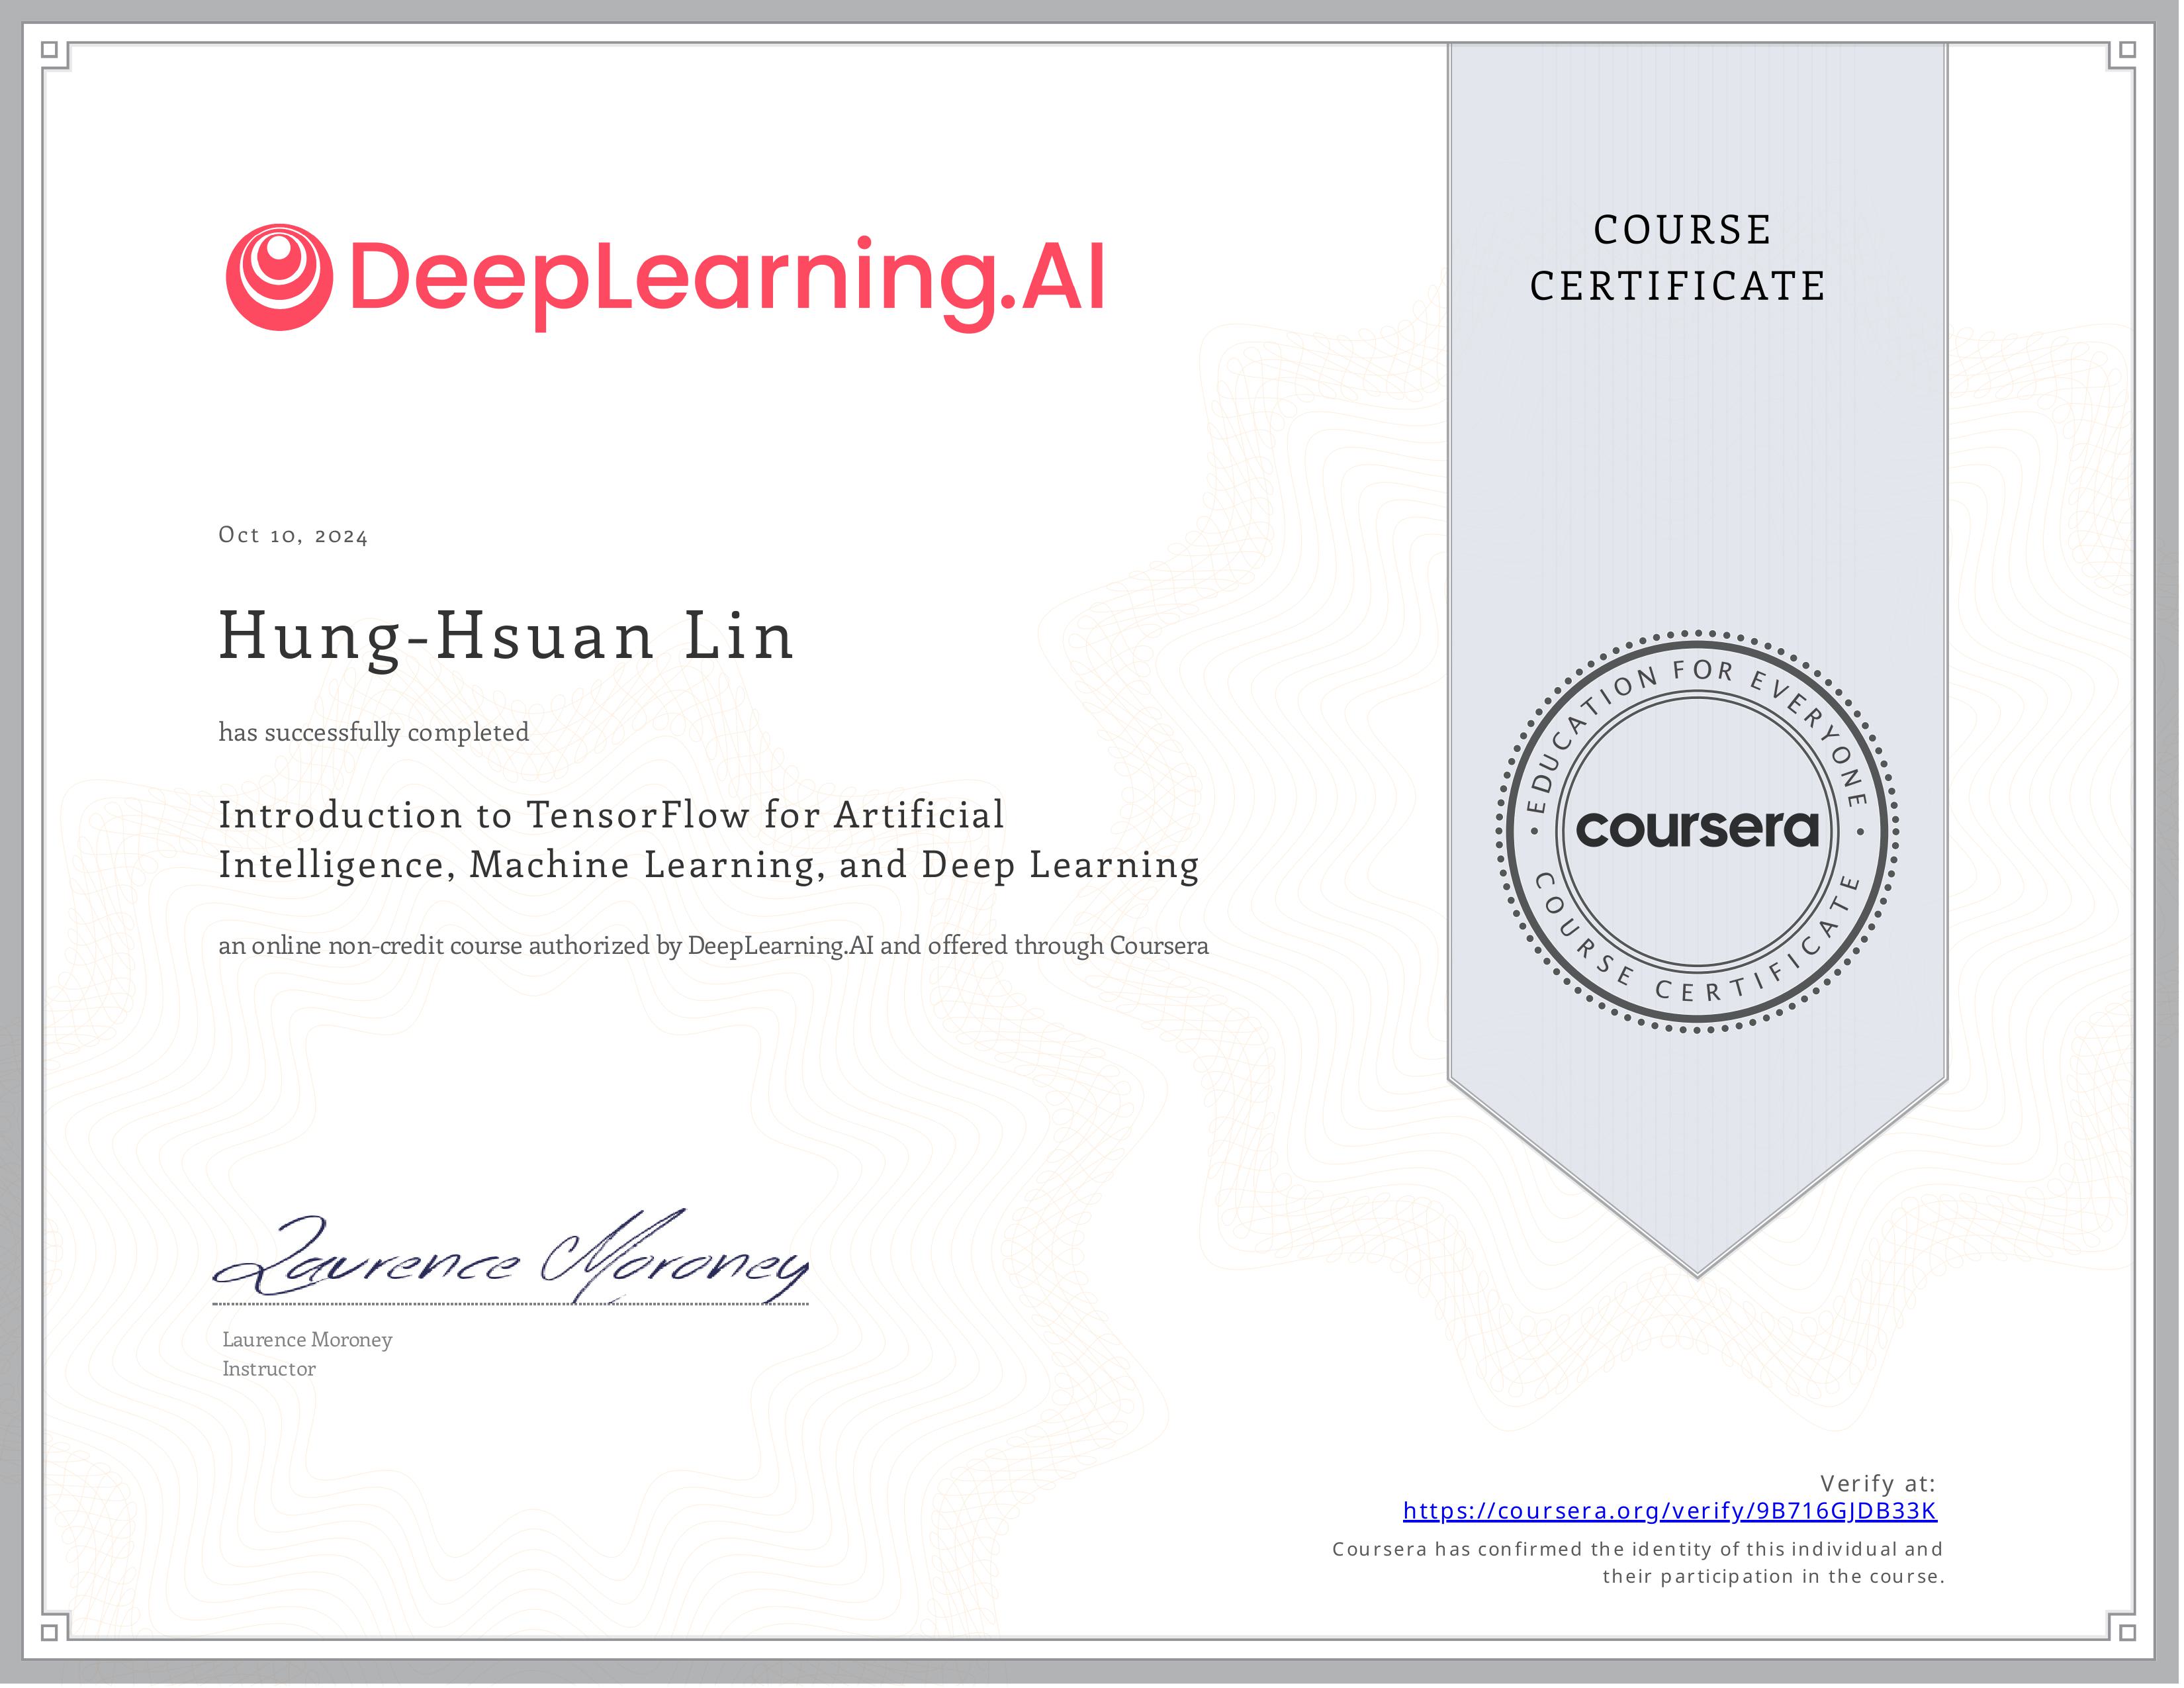 DeepLearning.AI
COURSE
CERTIFICATE
Oct 10, 2024
Hung-Hsuan Lin
has successfully completed
Introduction to TensorFlow for Artificial
Intelligence, Machine Learning, and Deep Learning
an online non-credit course authorized by DeepLearning.AI and offered through Coursera
EDUCATION FOR EVERYONE
coursera
COURSE CERTIFICATE
Laurence Moroney
Laurence Moroney
Instructor
Verify at:
https://coursera.org/verify/9B716GJDB33K
Coursera has confirmed the identity of this individual and
their participation in the course.